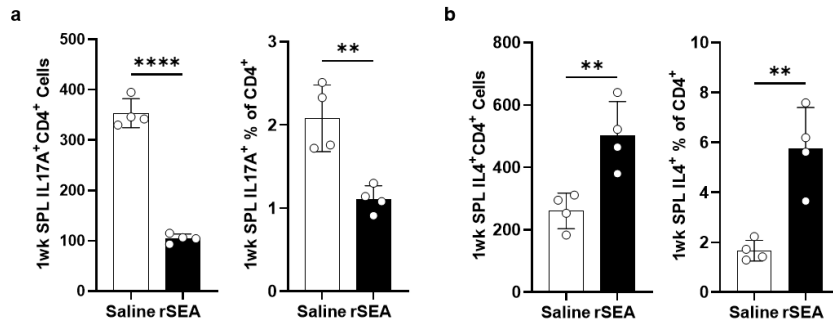 a
1wk SPL IL17A⁺CD4⁺ Cells
500
400
300
200
100
0
****
Saline rSEA
1wk SPL IL17A⁺ % of CD4⁺
3
2
1
0
**
Saline rSEA
b
1wk SPL IL4⁺CD4⁺ Cells
800
600
400
200
0
**
Saline rSEA
1wk SPL IL4⁺ % of CD4⁺
10
8
6
4
2
0
**
Saline rSEA